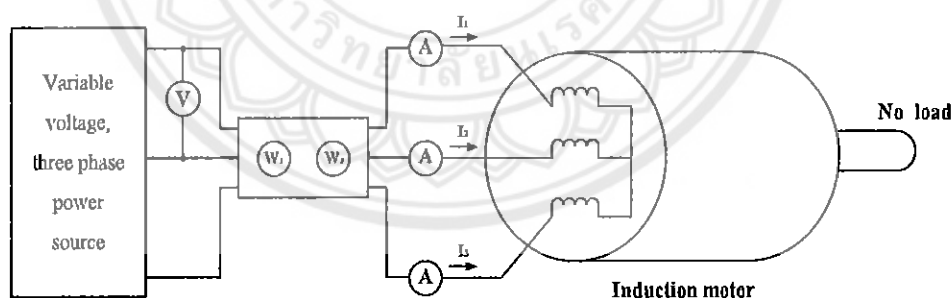 Variable
voltage,
three phase
power
source
V
W₁ W₂
A
A
A
I₁
I₂
I₃
No load
Induction motor